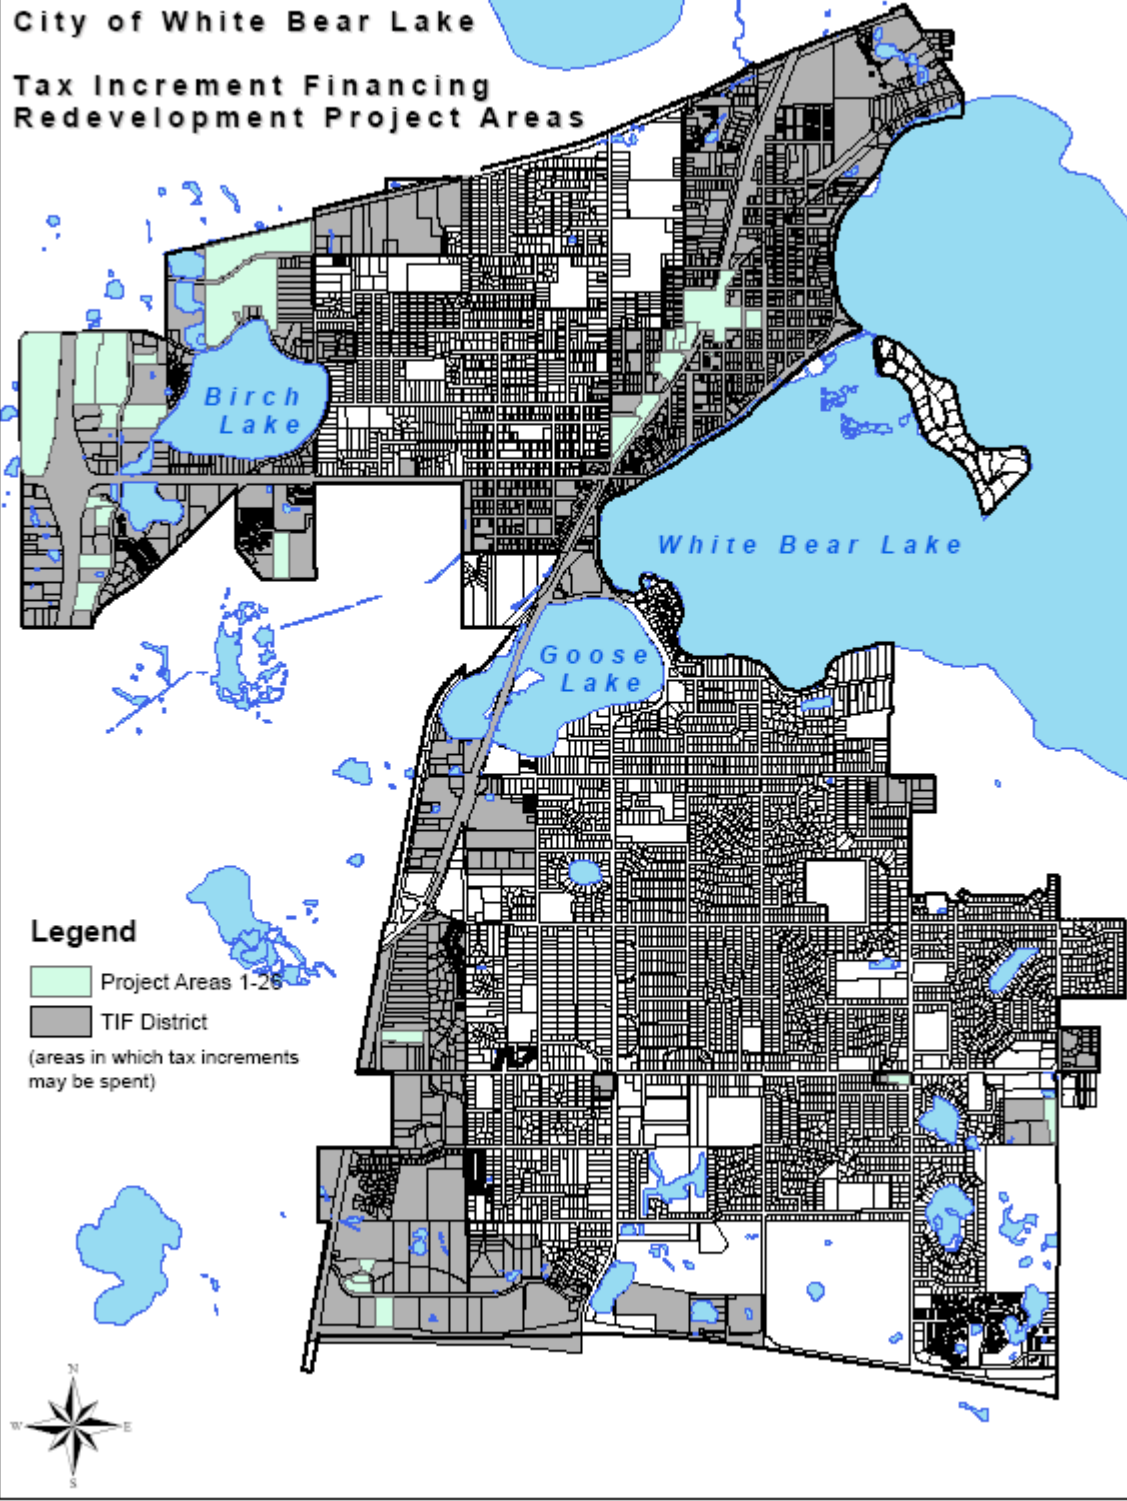 City of White Bear Lake
Tax Increment Financing
Redevelopment Project Areas
Birch
Lake
White Bear Lake
Goose
Lake
Legend
Project Areas 1-26
TIF District
(areas in which tax increments
may be spent)
N
W
E
S